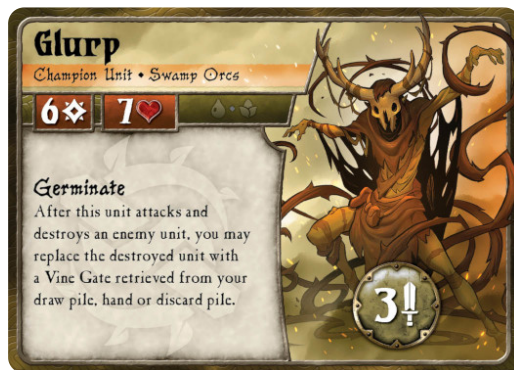 Glurp
Champion Unit • Swamp Orcs
6 7
Germinate
After this unit attacks and
destroys an enemy unit, you may
replace the destroyed unit with
a Vine Gate retrieved from your
draw pile, hand or discard pile.
3